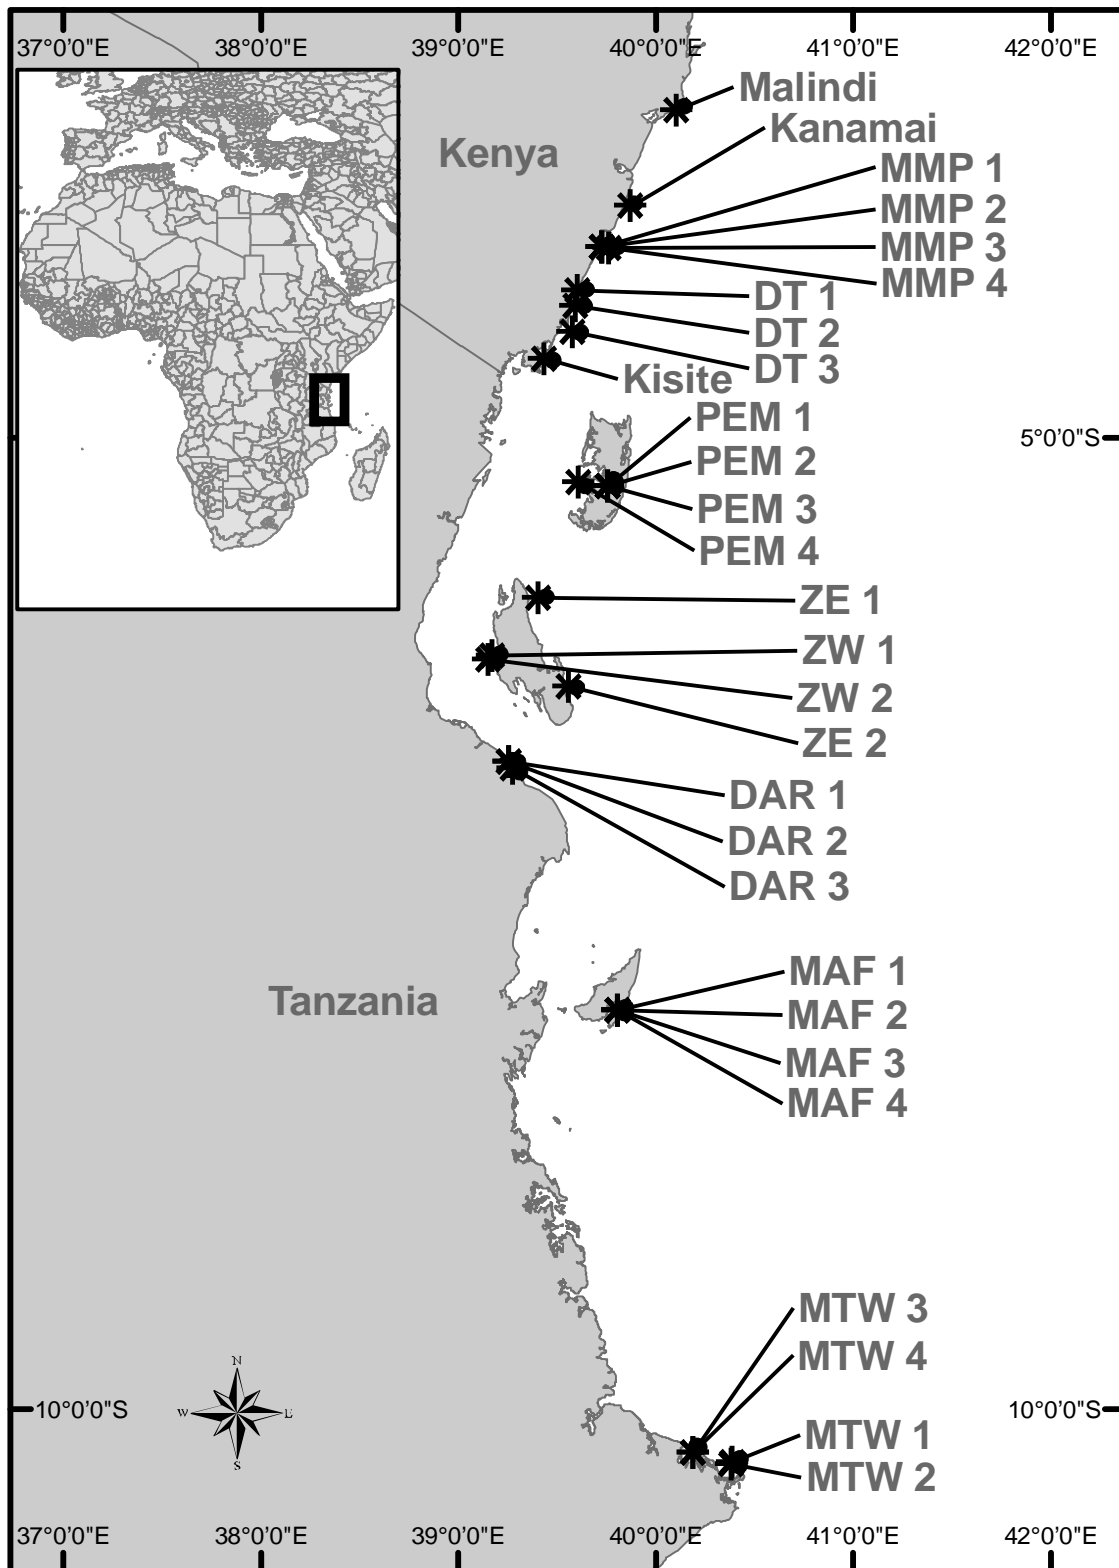 37°0'0"E 38°0'0"E 39°0'0"E 40°0'0"E 41°0'0"E 42°0'0"E
Malindi
Kanamai
Kenya
MMP 1
MMP 2
MMP 3
MMP 4
DT 1
DT 2
DT 3
Kisite
PEM 1
5°0'0"S
PEM 2
PEM 3
PEM 4
ZE 1
ZW 1
ZW 2
ZE 2
DAR 1
DAR 2
DAR 3
MAF 1
Tanzania
MAF 2
MAF 3
MAF 4
MTW 3
MTW 4
N
W E
S
10°0'0"S 10°0'0"S
MTW 1
MTW 2
37°0'0"E 38°0'0"E 39°0'0"E 40°0'0"E 41°0'0"E 42°0'0"E